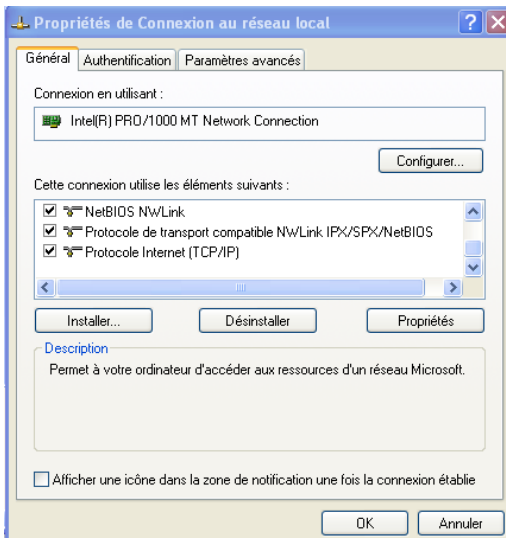 Propriétés de Connexion au réseau local
Général Authentification Paramètres avancés
Connexion en utilisant :
Intel(R) PRO/1000 MT Network Connection
Configurer...
Cette connexion utilise les éléments suivants :
NetBIOS NWLink
Protocole de transport compatible NWLink IPX/SPX/NetBIOS
Protocole Internet (TCP/IP)
Installer... Désinstaller Propriétés
Description
Permet à votre ordinateur d'accéder aux ressources d'un réseau Microsoft.
Afficher une icône dans la zone de notification une fois la connexion établie
OK Annuler